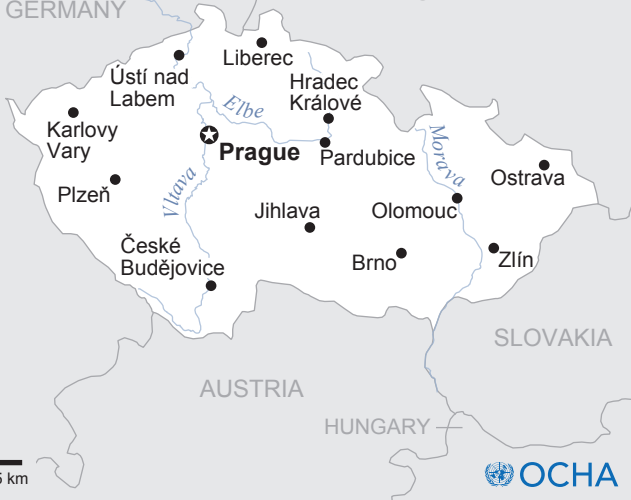 GERMANY
Liberec
Ústí nad
Labem
Hradec
Králové
Elbe
Karlovy
Vary
Prague
Pardubice
Morava
Ostrava
Plzeň
Vltava
Jihlava
Olomouc
České
Budějovice
Brno
Zlín
SLOVAKIA
AUSTRIA
HUNGARY
km
OCHA